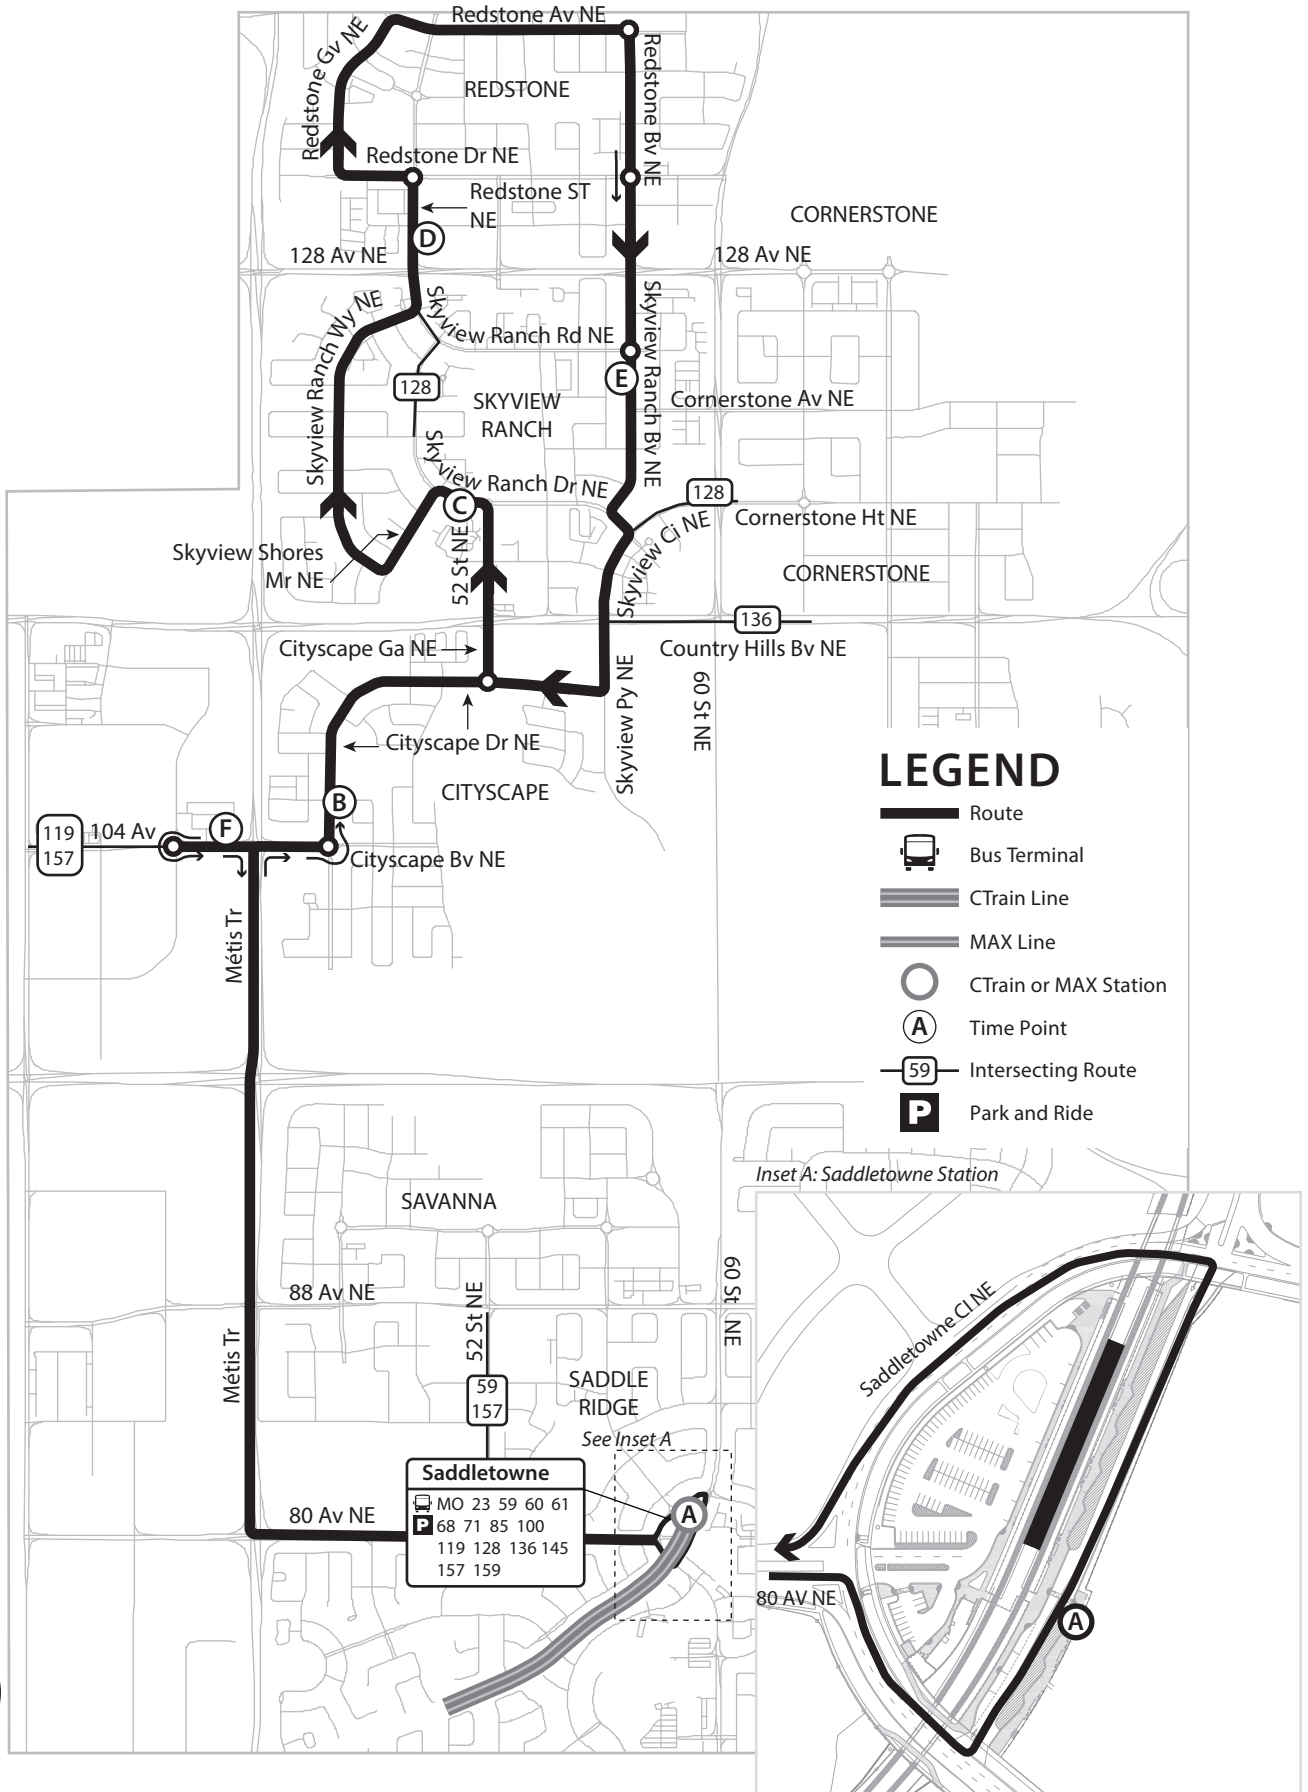 Redstone Av NE
Redstone Gv NE
Redstone Bv NE
REDSTONE
Redstone Dr NE
Redstone ST
NE
CORNERSTONE
D
128 Av NE
128 Av NE
Skyview Ranch Wy NE
Skyview Ranch Rd NE
Skyview Ranch Bv NE
E
128
SKYVIEW
RANCH
Cornerstone Av NE
Skyview Ranch Dr NE
C
128
Cornerstone Ht NE
Skyview Ci NE
Skyview Shores
Mr NE
52 St NE
CORNERSTONE
136
Cityscape Ga NE
Country Hills Bv NE
Skyview Py NE
60 St NE
Cityscape Dr NE
CITYSCAPE
B
F
119
157
104 Av
Cityscape Bv NE
Métis Tr
LEGEND
Route
Bus Terminal
CTrain Line
MAX Line
CTrain or MAX Station
A
Time Point
59
Intersecting Route
P
Park and Ride
Inset A: Saddletowne Station
SAVANNA
88 Av NE
52 St NE
60 St NE
Métis Tr
59
157
SADDLE
RIDGE
See Inset A
Saddletowne
MO 23 59 60 61
P 68 71 85 100
119 128 136 145
157 159
80 Av NE
A
Saddletowne CI NE
80 AV NE
A